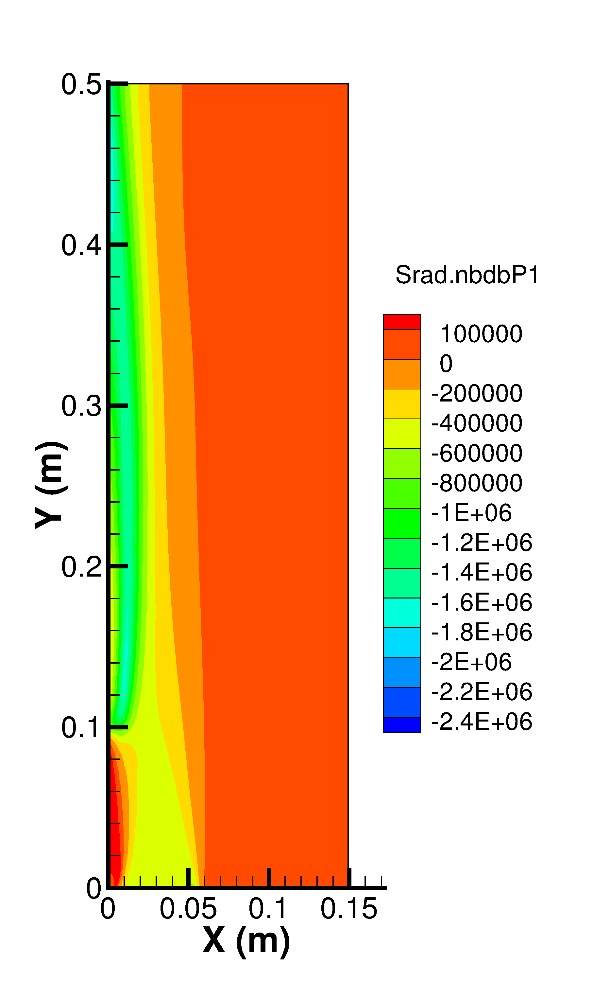 0.5
0.4
0.3
0.2
0.1
0
Y (m)
0 0.05 0.1 0.15
X (m)
Srad.nbdbP1
100000
0
-200000
-400000
-600000
-800000
-1E+06
-1.2E+06
-1.4E+06
-1.6E+06
-1.8E+06
-2E+06
-2.2E+06
-2.4E+06